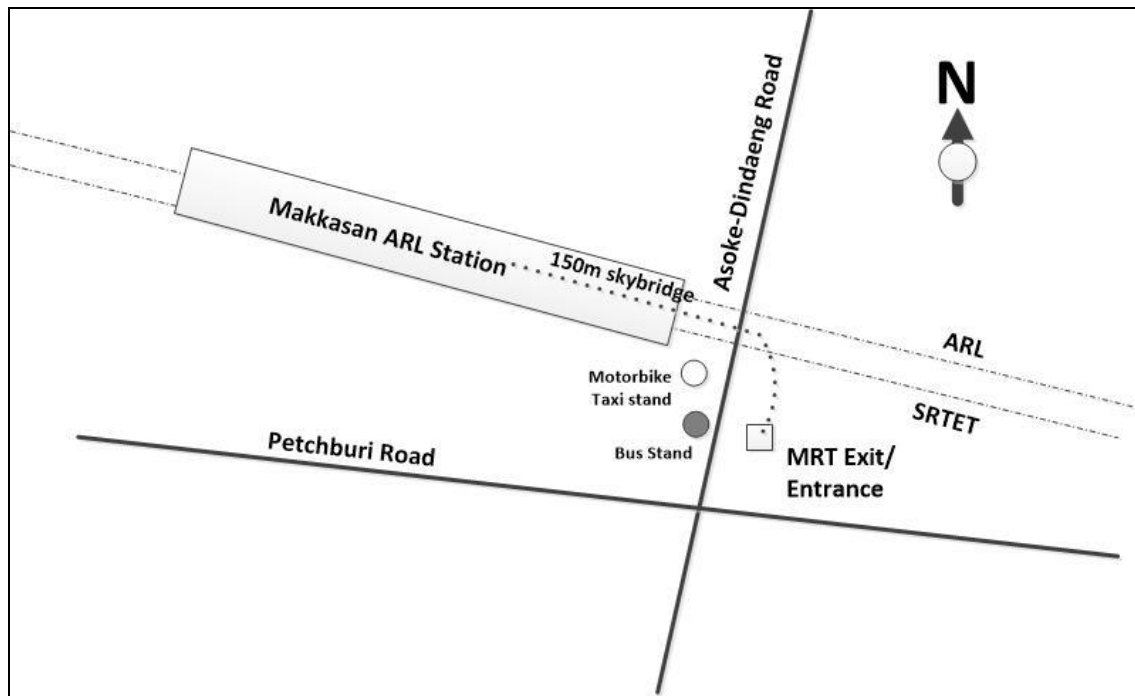 N
Asoke-Dindaeng Road
Makkasan ARL Station
150m skybridge
ARL
SRTET
Motorbike
Taxi stand
Bus Stand
Petchburi Road
MRT Exit/
Entrance